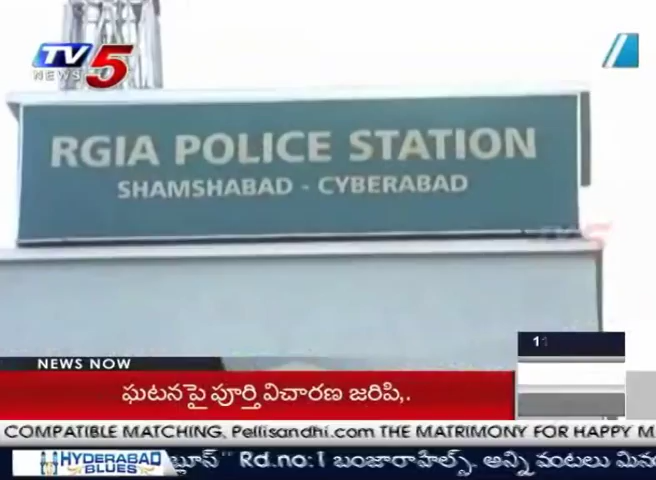 TV5
NEWS
RGIA POLICE STATION
SHAMSHABAD - CYBERABAD
NEWS NOW
ఘటనపై పూర్తి విచారణ జరిపి,.
COMPATIBLE MATCHING, Pellisandhi.com THE MATRIMONY FOR HAPPY
HYDERABAD
BLUES
బ్లూస్" Rd.no:1 బంజారాహిల్స్. అన్ని వంటలు